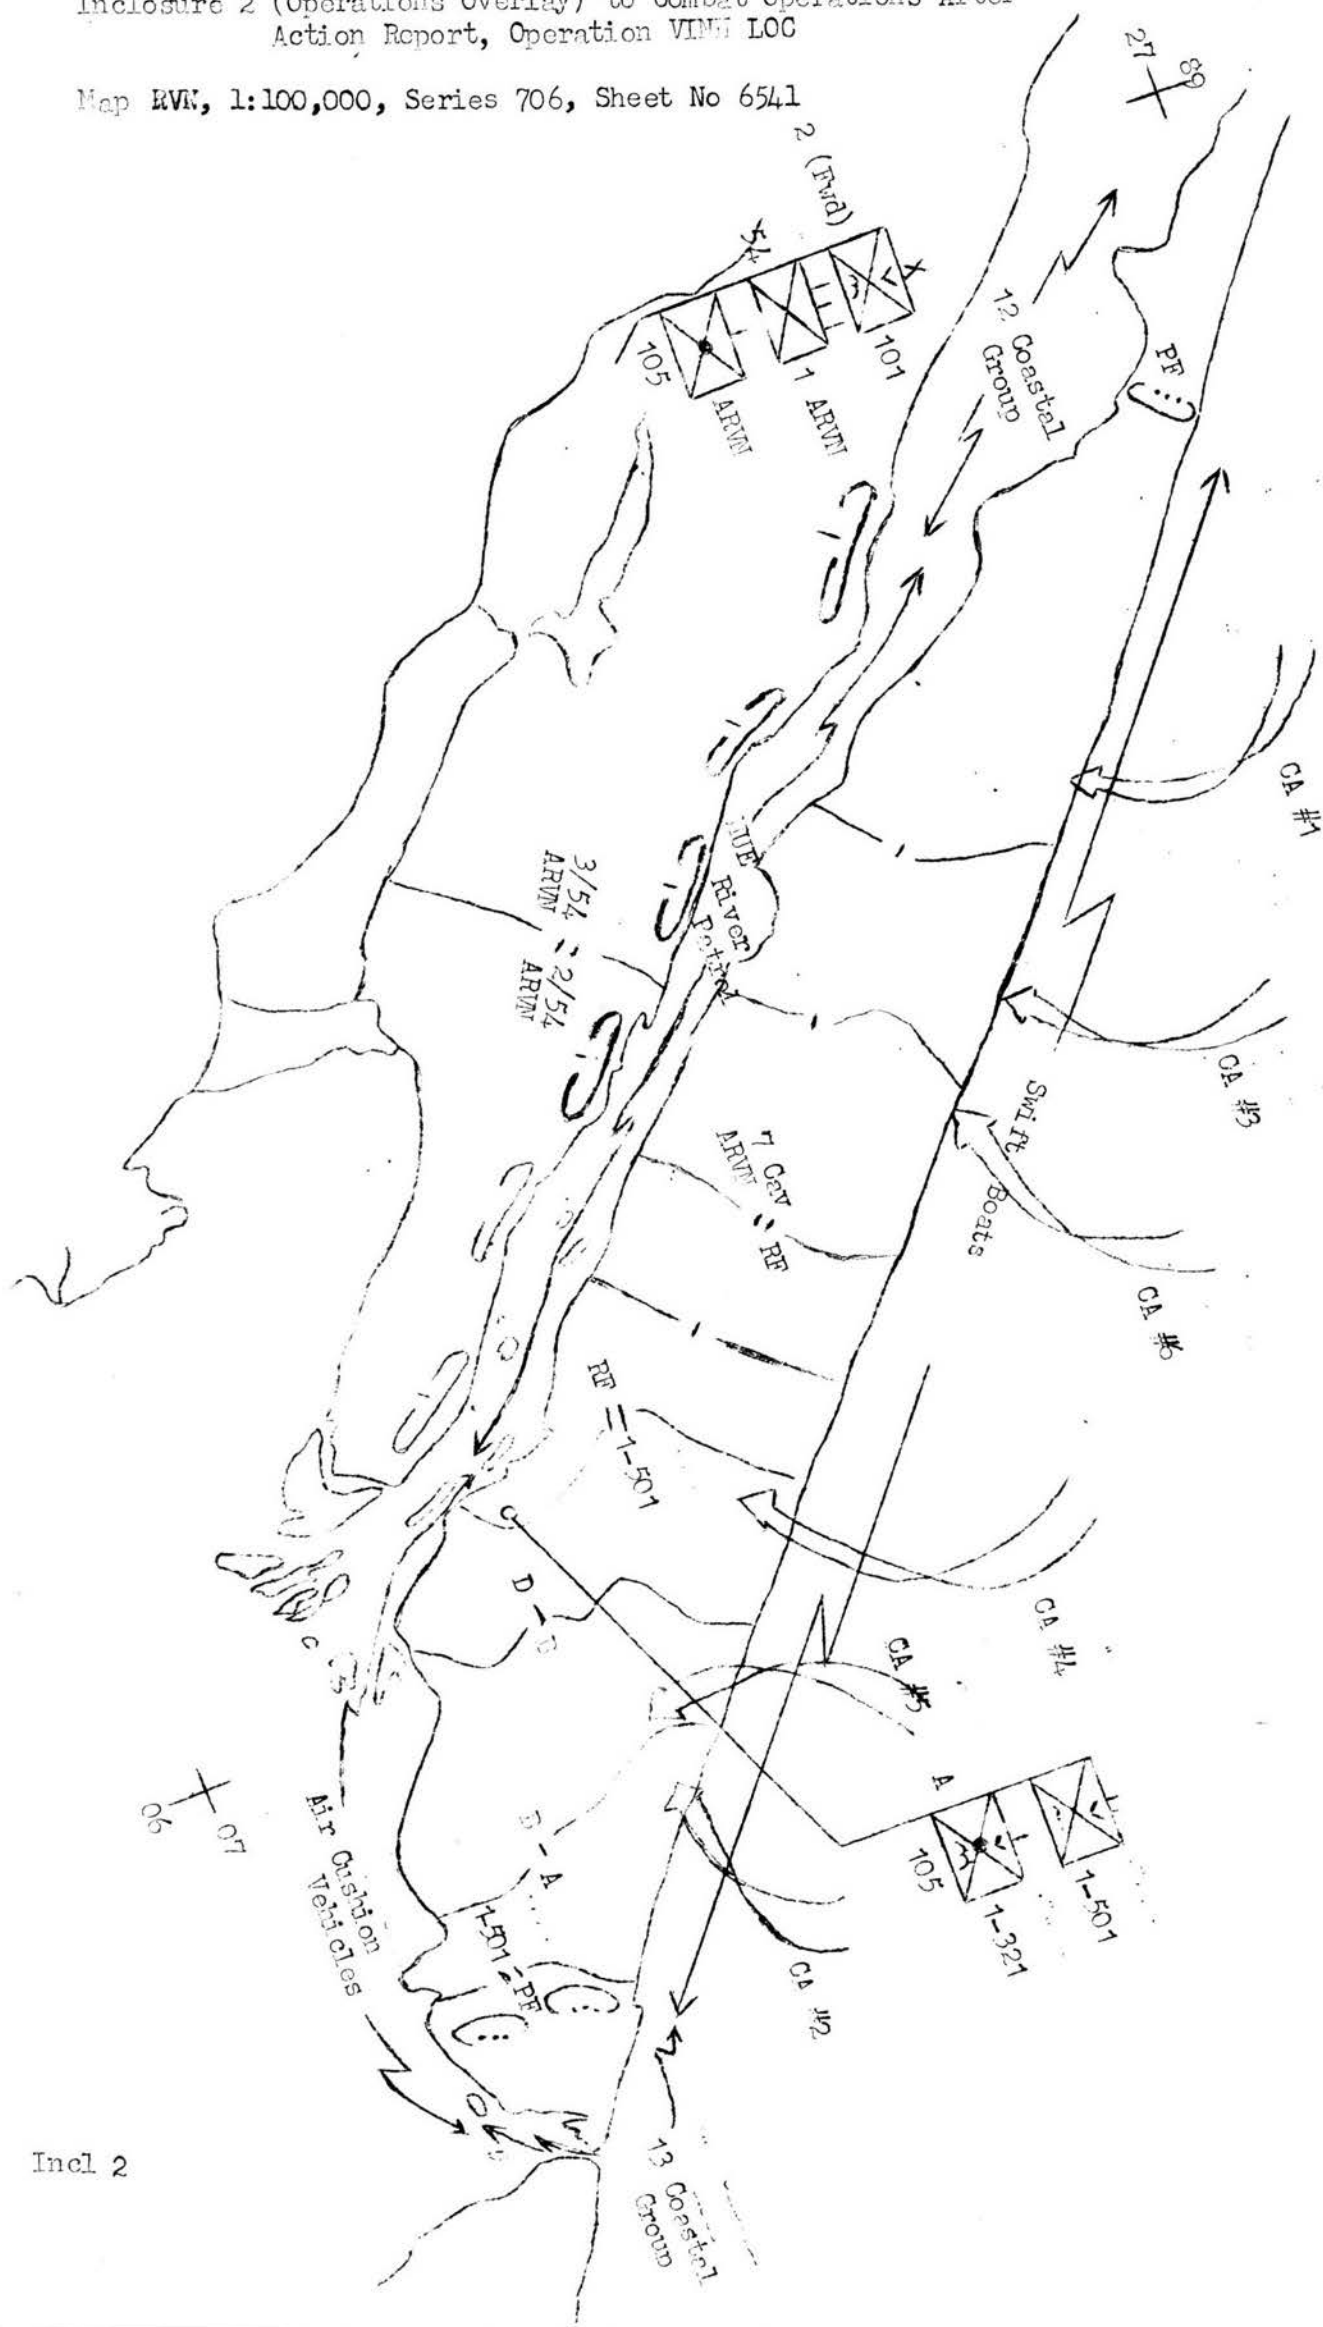 Inclosure 2 (Operations Overlay) to Combat Operations After
Action Report, Operation VINH LOC
Map RVN, 1:100,000, Series 706, Sheet No 6541
27 89
2 (Fwd)
X
101
54
1 ARVN
105
ARVN
12 Coastal
Group
PF
CA #1
HUE
River
Patrol
3/54 = 2/54
ARVN ARVN
CA #3
Swift Boats
7 Cav = RF
ARVN
CA #6
RF = 1-501
CA #4
C
D - B
CA #5
C
A
1-501
105
1-321
06 07
Air Cushion
Vehicles
B - A
1-501 = PF
CA #2
13 Coastal
Group
Incl 2